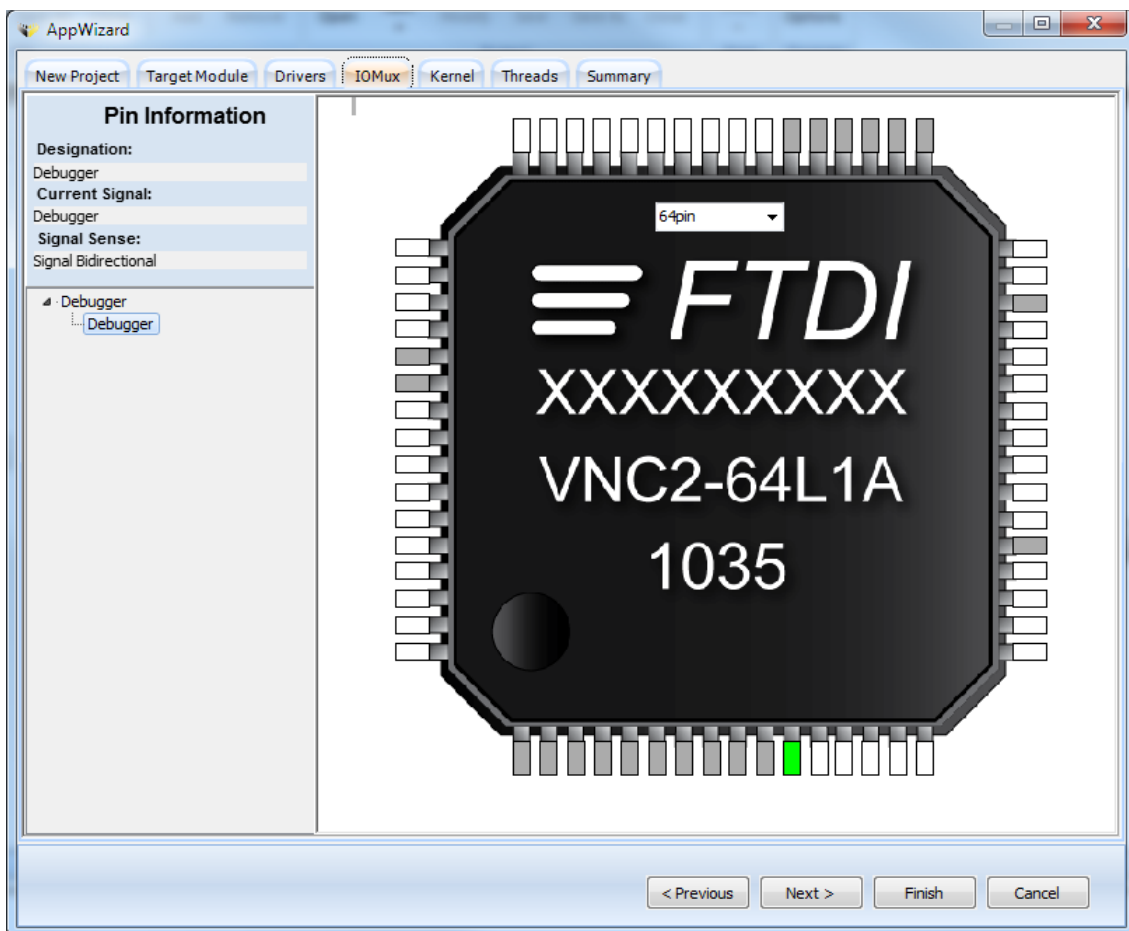 AppWizard
New Project Target Module Drivers IOMux Kernel Threads Summary
Pin Information
Designation:
Debugger
Current Signal:
Debugger
Signal Sense:
Signal Bidirectional
Debugger
Debugger
64pin
FTDI
XXXXXXXXX
VNC2-64L1A
1035
< Previous Next > Finish Cancel